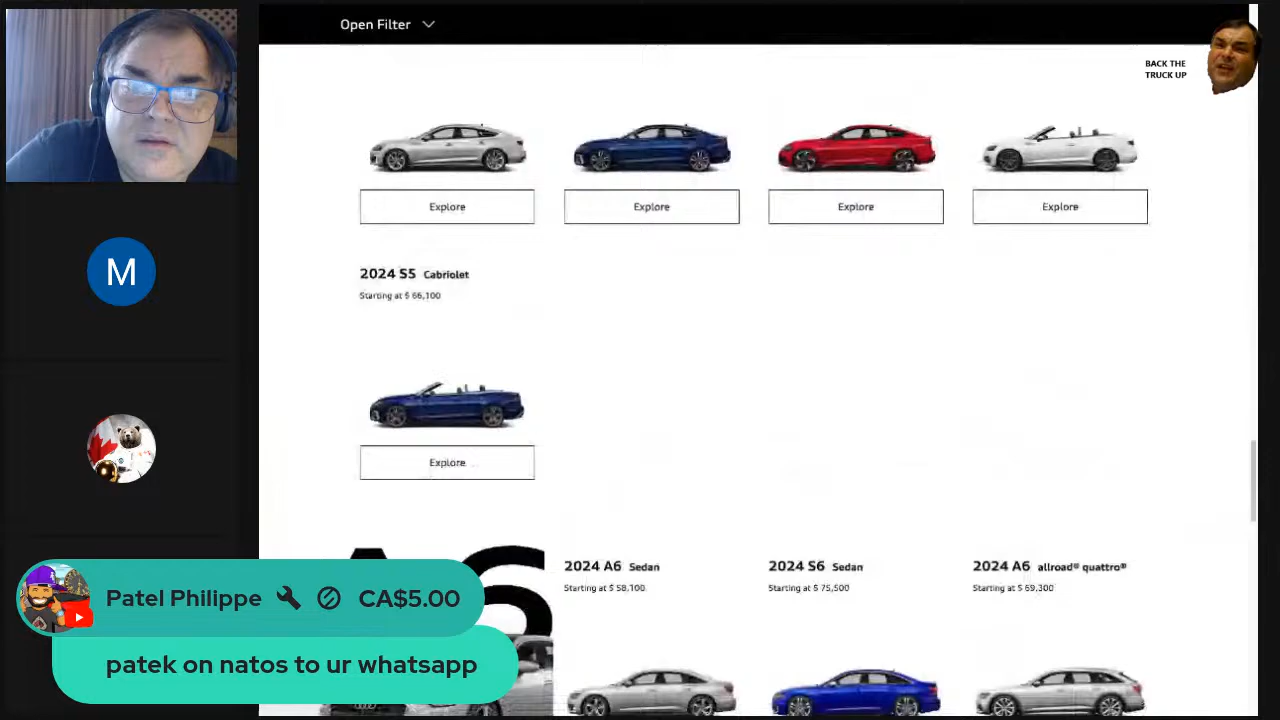 Open Filter
BACK THE
TRUCK UP
Explore
Explore
Explore
Explore
2024 S5 Cabriolet
Starting at $ 66,100
Explore
M
A6
2024 A6 Sedan
Starting at $ 58,100
2024 S6 Sedan
Starting at $ 75,500
2024 A6 allroad® quattro®
Starting at $ 69,300
Patel Philippe CA$5.00
patek on natos to ur whatsapp